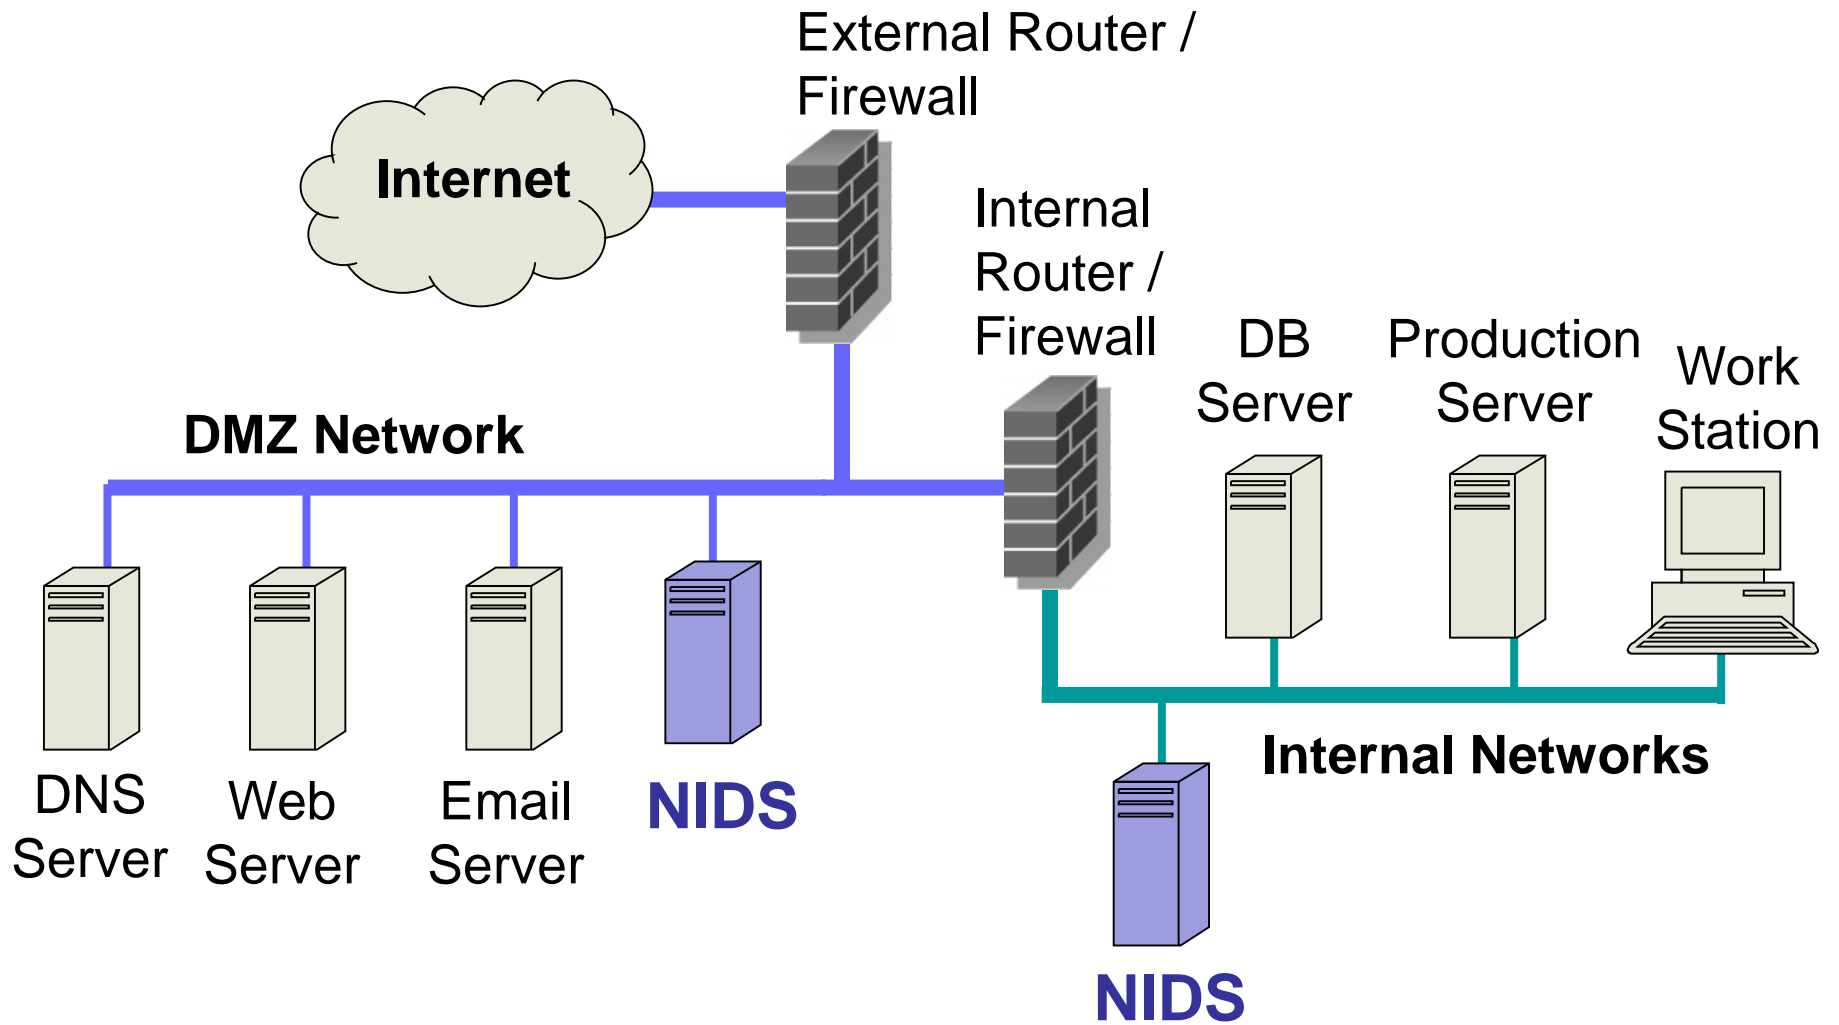 External Router /
Firewall
Internet
Internal
Router /
Firewall
DB
Server
Production
Server
Work
Station
DMZ Network
DNS
Server
Web
Server
Email
Server
NIDS
Internal Networks
NIDS